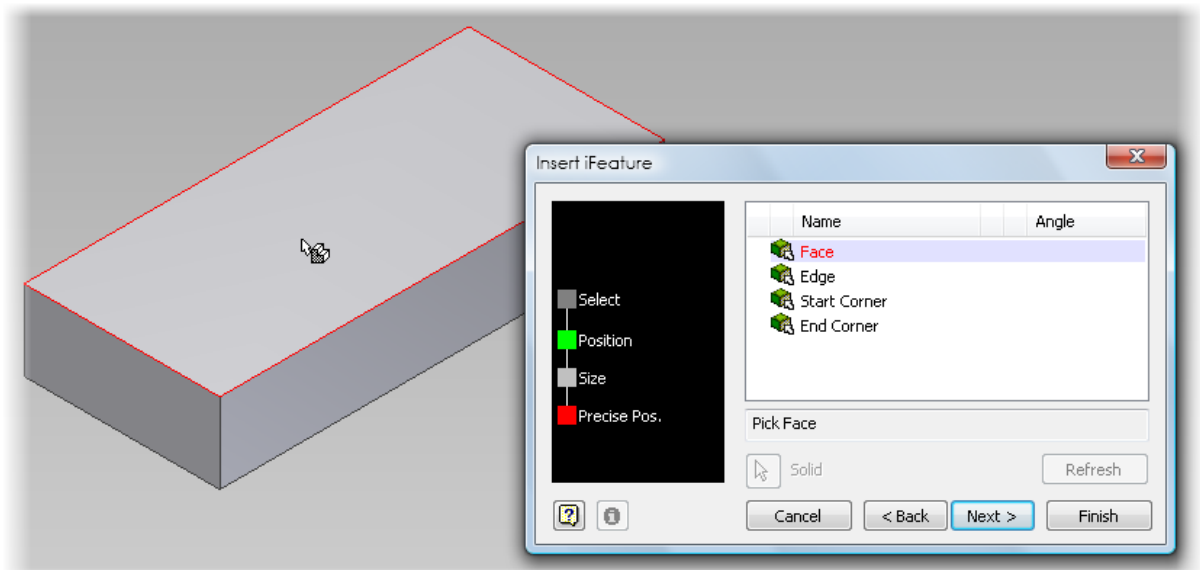 Insert iFeature
Name Angle
Face
Edge
Start Corner
End Corner
Select
Position
Size
Precise Pos.
Pick Face
Solid Refresh
Cancel < Back Next > Finish